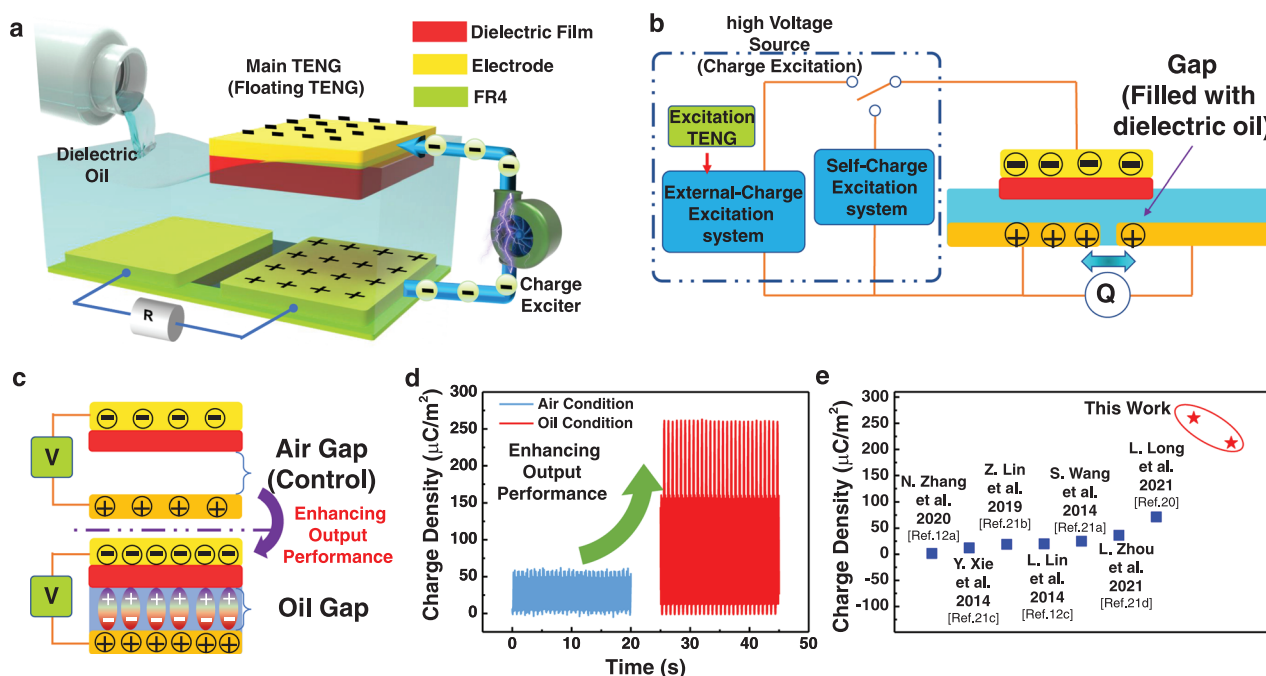 a
Dielectric Film
Electrode
FR4
Main TENG
(Floating TENG)
Dielectric
Oil
Charge
Exciter
R
b
high Voltage
Source
(Charge Excitation)
Excitation
TENG
External-Charge
Excitation
system
Self-Charge
Excitation
system
Gap
(Filled with
dielectric oil)
Q
c
V
Air Gap
(Control)
Enhancing
Output
Performance
V
Oil Gap
d
Charge Density (μC/m²)
300
250
200
150
100
50
0
-50
-100
Air Condition
Oil Condition
Enhancing
Output
Performance
0
10
20
30
40
50
Time (s)
e
Charge Density (μC/m²)
300
250
200
150
100
50
0
-50
-100
This Work
N. Zhang
et al.
2020
[Ref.12a]
Y. Xie
et al.
2014
[Ref.21c]
Z. Lin
et al.
2019
[Ref.21b]
L. Lin
et al.
2014
[Ref.12c]
S. Wang
et al.
2014
[Ref.21a]
L. Zhou
et al.
2021
[Ref.21d]
L. Long
et al.
2021
[Ref.20]